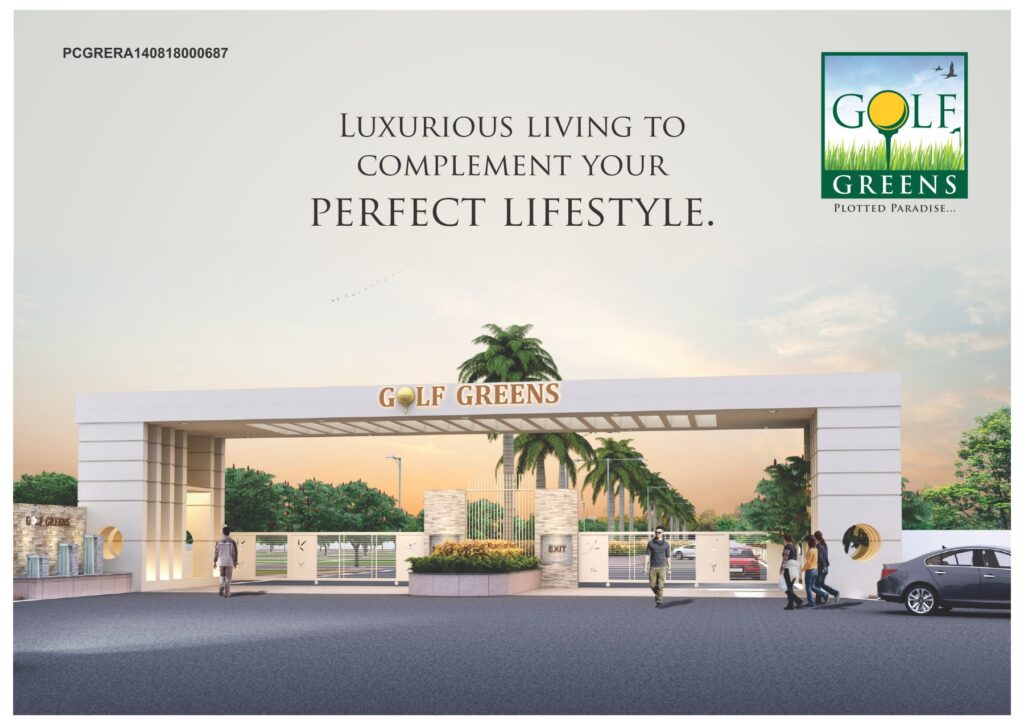 PCGRERA140818000687
LUXURIOUS LIVING TO
COMPLEMENT YOUR
PERFECT LIFESTYLE.
GOLF
GREENS
PLOTTED PARADISE...
GOLF GREENS
GOLF GREENS
EXIT